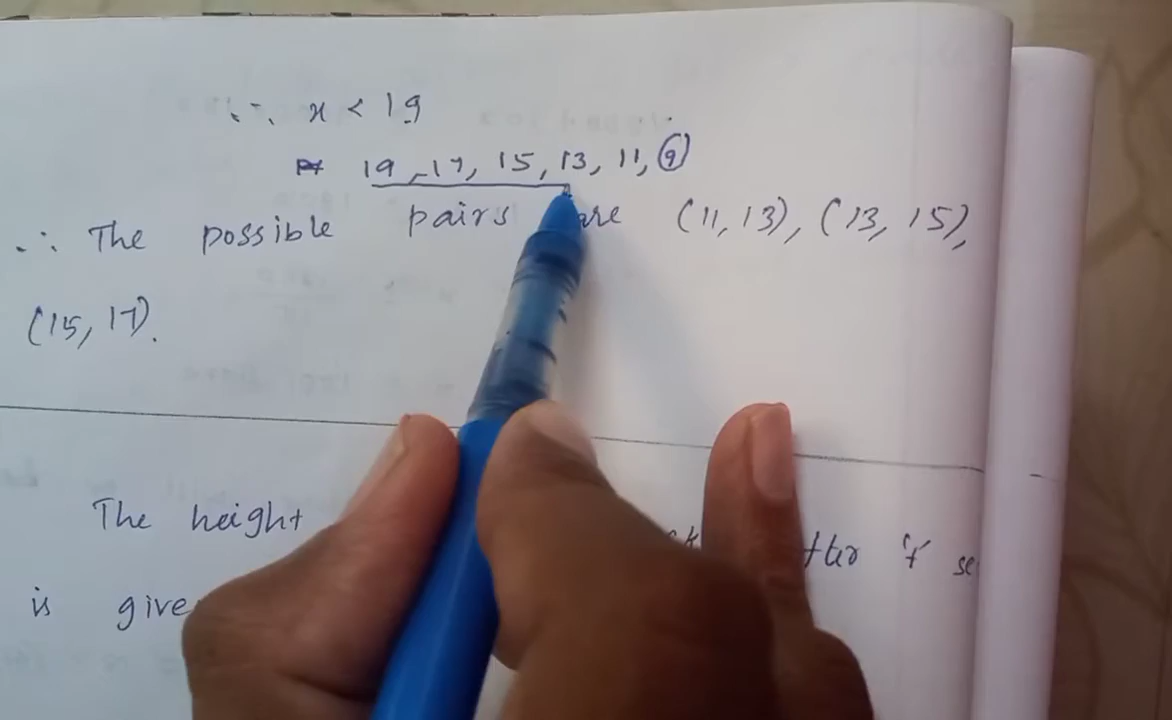 ∴ x < 19
19, 17, 15, 13, 11, 9
∴ The possible pairs are (11, 13), (13, 15),
(15, 17).
The height
is give